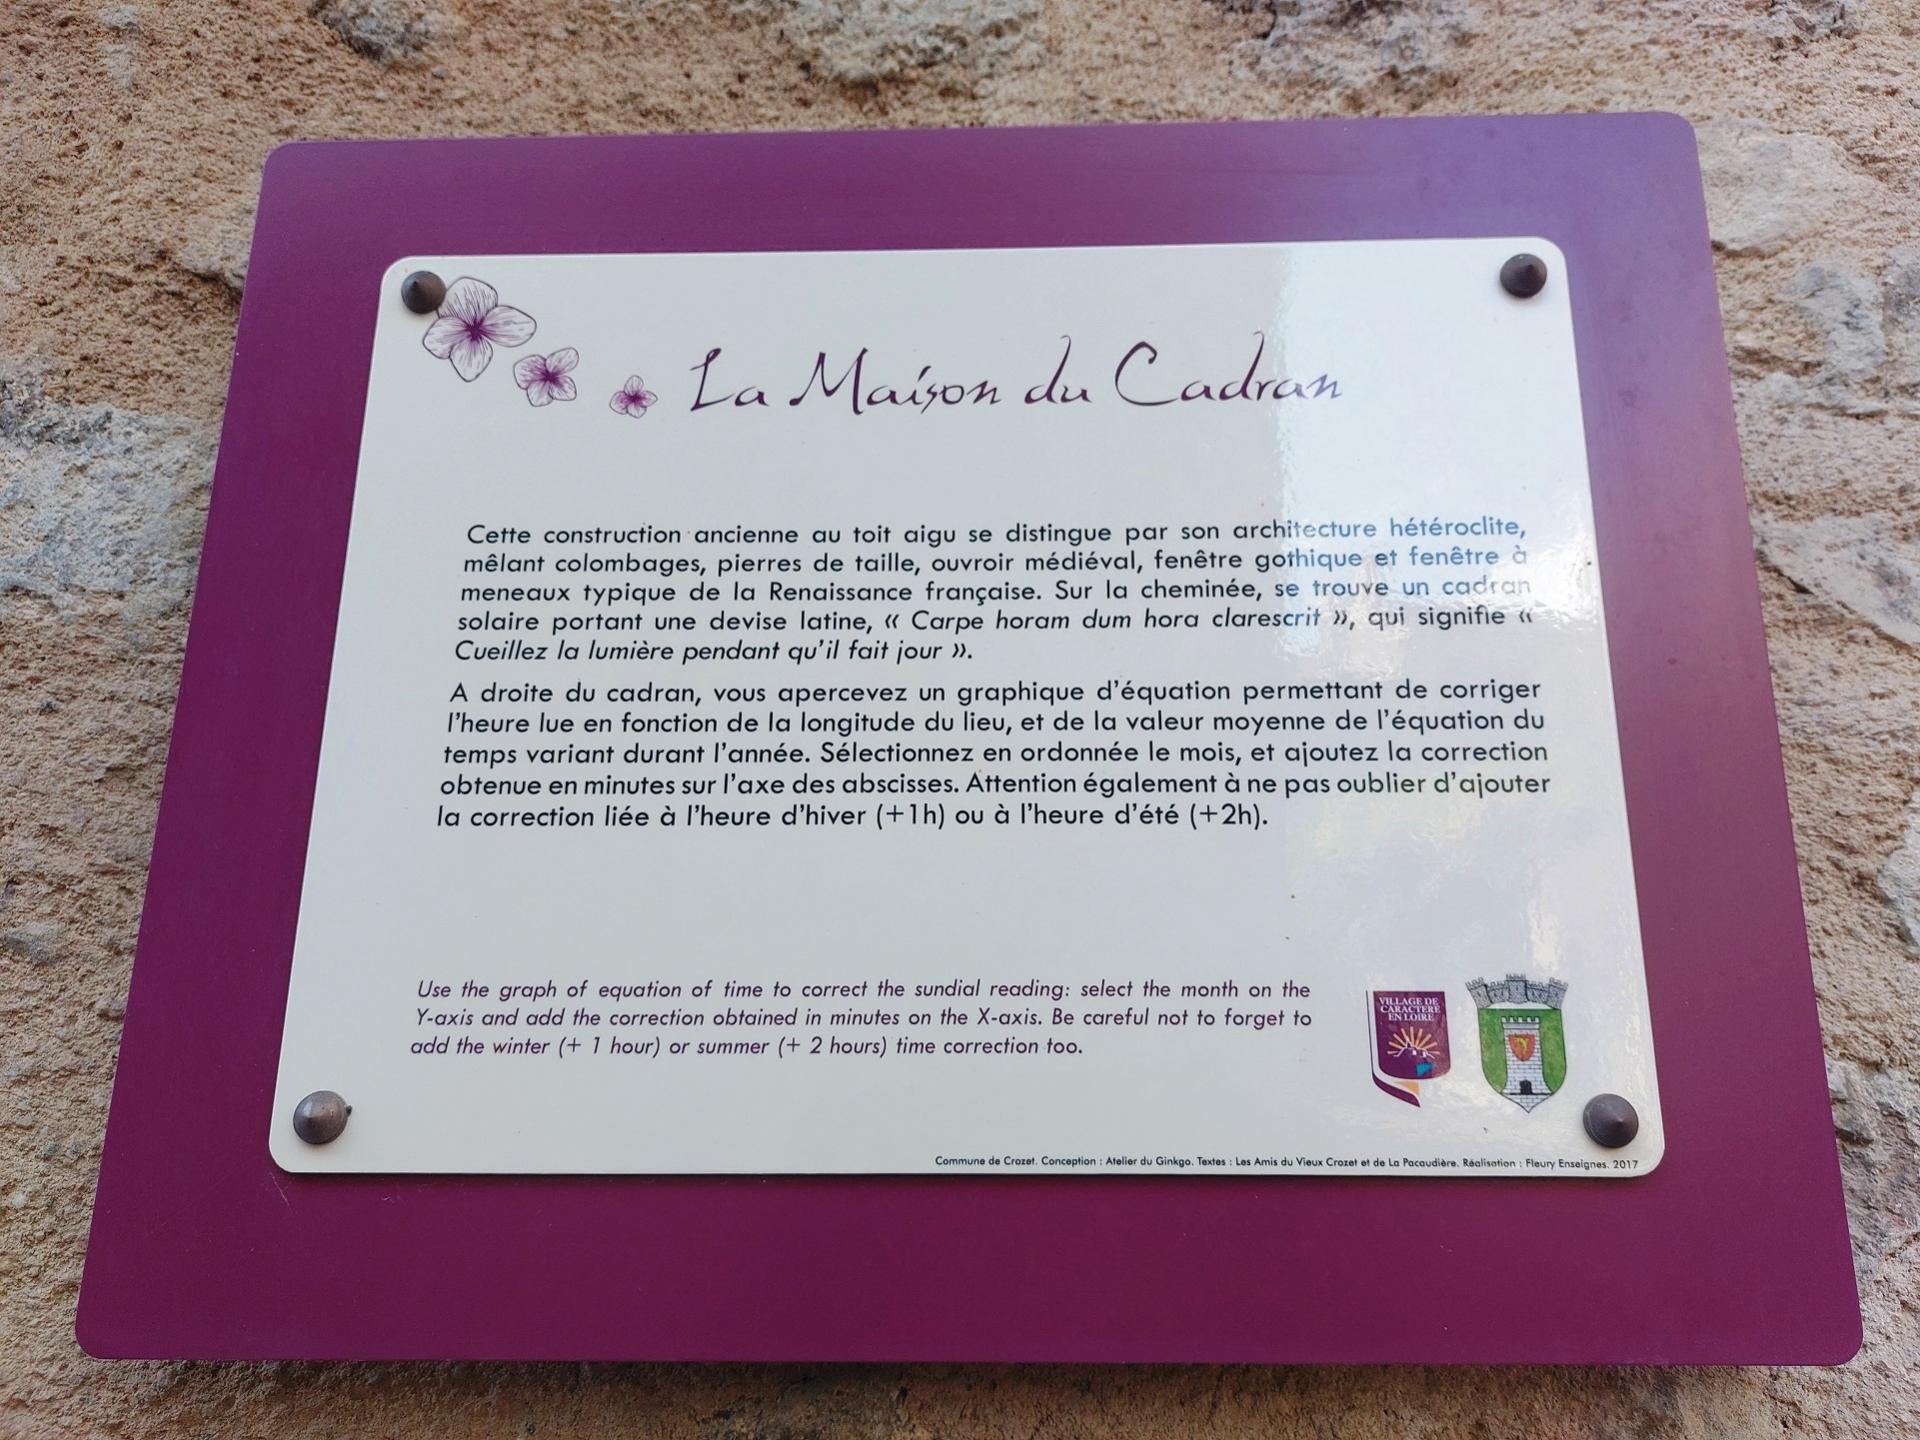 La Maison du Cadran
Cette construction ancienne au toit aigu se distingue par son architecture hétéroclite,
mêlant colombages, pierres de taille, ouvroir médiéval, fenêtre gothique et fenêtre à
meneaux typique de la Renaissance française. Sur la cheminée, se trouve un cadran
solaire portant une devise latine, « Carpe horam dum hora clarescrit », qui signifie «
Cueillez la lumière pendant qu'il fait jour ».
A droite du cadran, vous apercevez un graphique d'équation permettant de corriger
l'heure lue en fonction de la longitude du lieu, et de la valeur moyenne de l'équation du
temps variant durant l'année. Sélectionnez en ordonnée le mois, et ajoutez la correction
obtenue en minutes sur l'axe des abscisses. Attention également à ne pas oublier d'ajouter
la correction liée à l'heure d'hiver (+1h) ou à l'heure d'été (+2h).
Use the graph of equation of time to correct the sundial reading: select the month on the
Y-axis and add the correction obtained in minutes on the X-axis. Be careful not to forget to
add the winter (+ 1 hour) or summer (+ 2 hours) time correction too.
VILLAGE DE
CARACTERE
EN LOIRE
Commune de Crozet. Conception : Atelier du Ginkgo. Textes : Les Amis du Vieux Crozet et de La Pacaudière. Réalisation : Fleury Enseignes. 2017